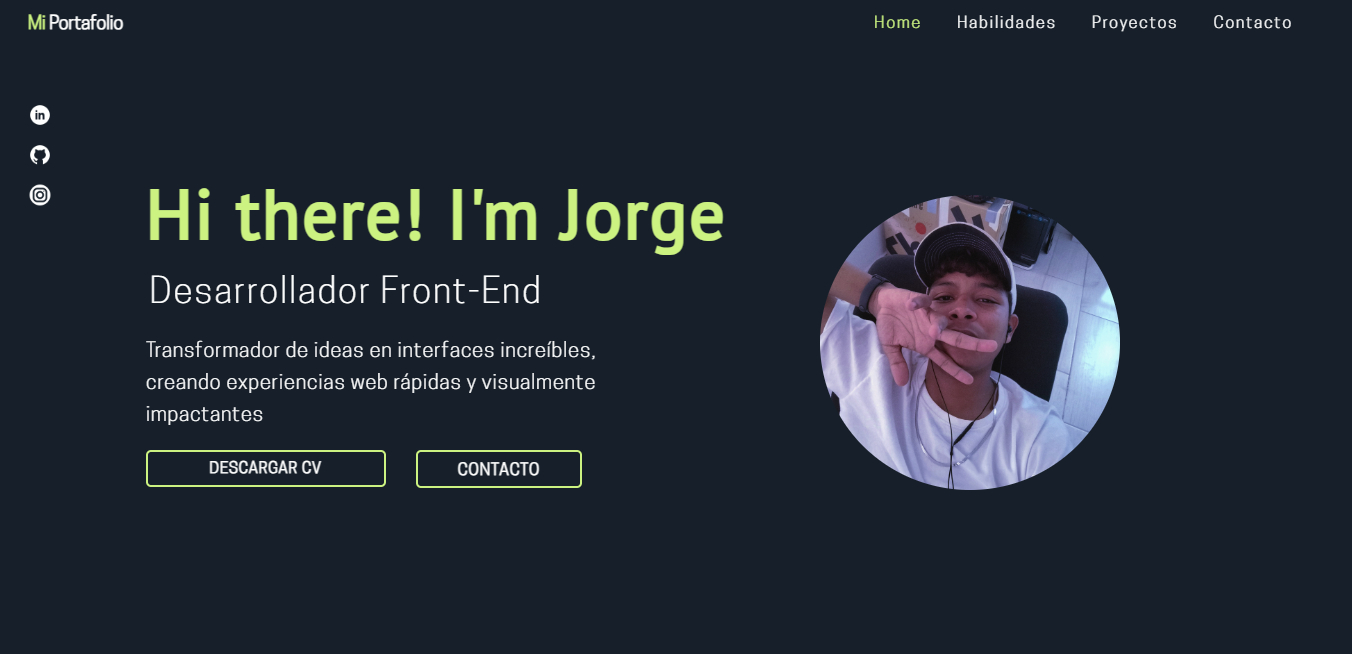 Mi Portafolio
Home Habilidades Proyectos Contacto
in
Hi there! I'm Jorge
Desarrollador Front-End
Transformador de ideas en interfaces increíbles,
creando experiencias web rápidas y visualmente
impactantes
DESCARGAR CV
CONTACTO